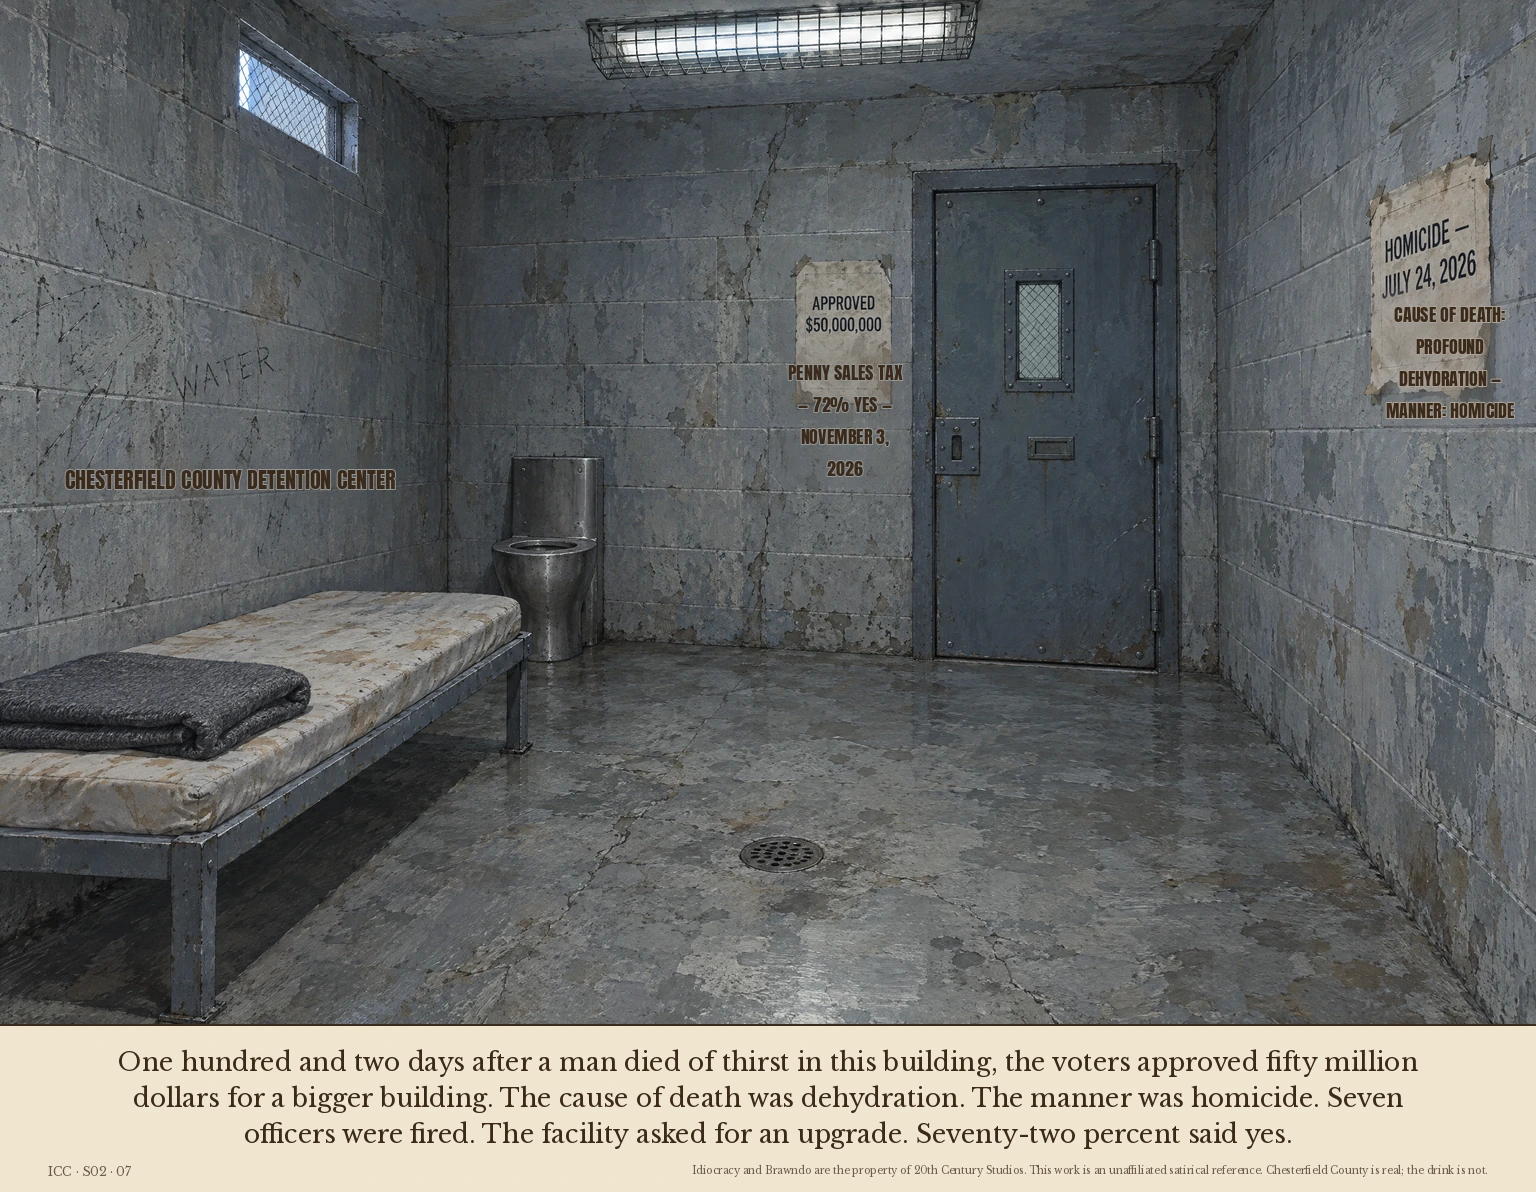 WATER
CHESTERFIELD COUNTY DETENTION CENTER
APPROVED
$50,000,000
PENNY SALES TAX
– 72% YES –
NOVEMBER 3,
2026
HOMICIDE –
JULY 24, 2026
CAUSE OF DEATH:
PROFOUND
DEHYDRATION –
MANNER: HOMICIDE
One hundred and two days after a man died of thirst in this building, the voters approved fifty million
dollars for a bigger building. The cause of death was dehydration. The manner was homicide. Seven
officers were fired. The facility asked for an upgrade. Seventy-two percent said yes.
ICC · S02 · 07
Idiocracy and Brawndo are the property of 20th Century Studios. This work is an unaffiliated satirical reference. Chesterfield County is real; the drink is not.